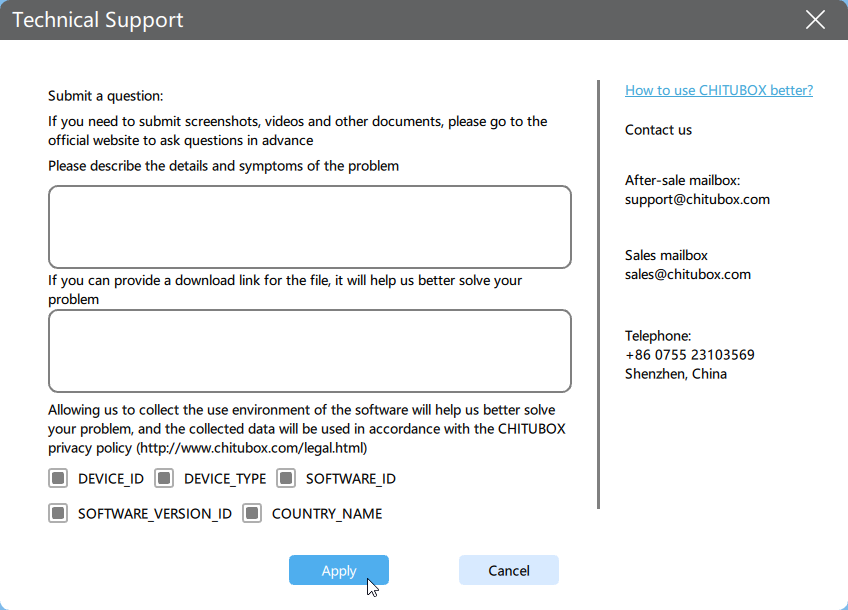 Technical Support
Submit a question:
If you need to submit screenshots, videos and other documents, please go to the
official website to ask questions in advance
Please describe the details and symptoms of the problem
If you can provide a download link for the file, it will help us better solve your
problem
Allowing us to collect the use environment of the software will help us better solve
your problem, and the collected data will be used in accordance with the CHITUBOX
privacy policy (http://www.chitubox.com/legal.html)
DEVICE_ID DEVICE_TYPE SOFTWARE_ID
SOFTWARE_VERSION_ID COUNTRY_NAME
Apply Cancel
How to use CHITUBOX better?
Contact us
After-sale mailbox:
support@chitubox.com
Sales mailbox
sales@chitubox.com
Telephone:
+86 0755 23103569
Shenzhen, China